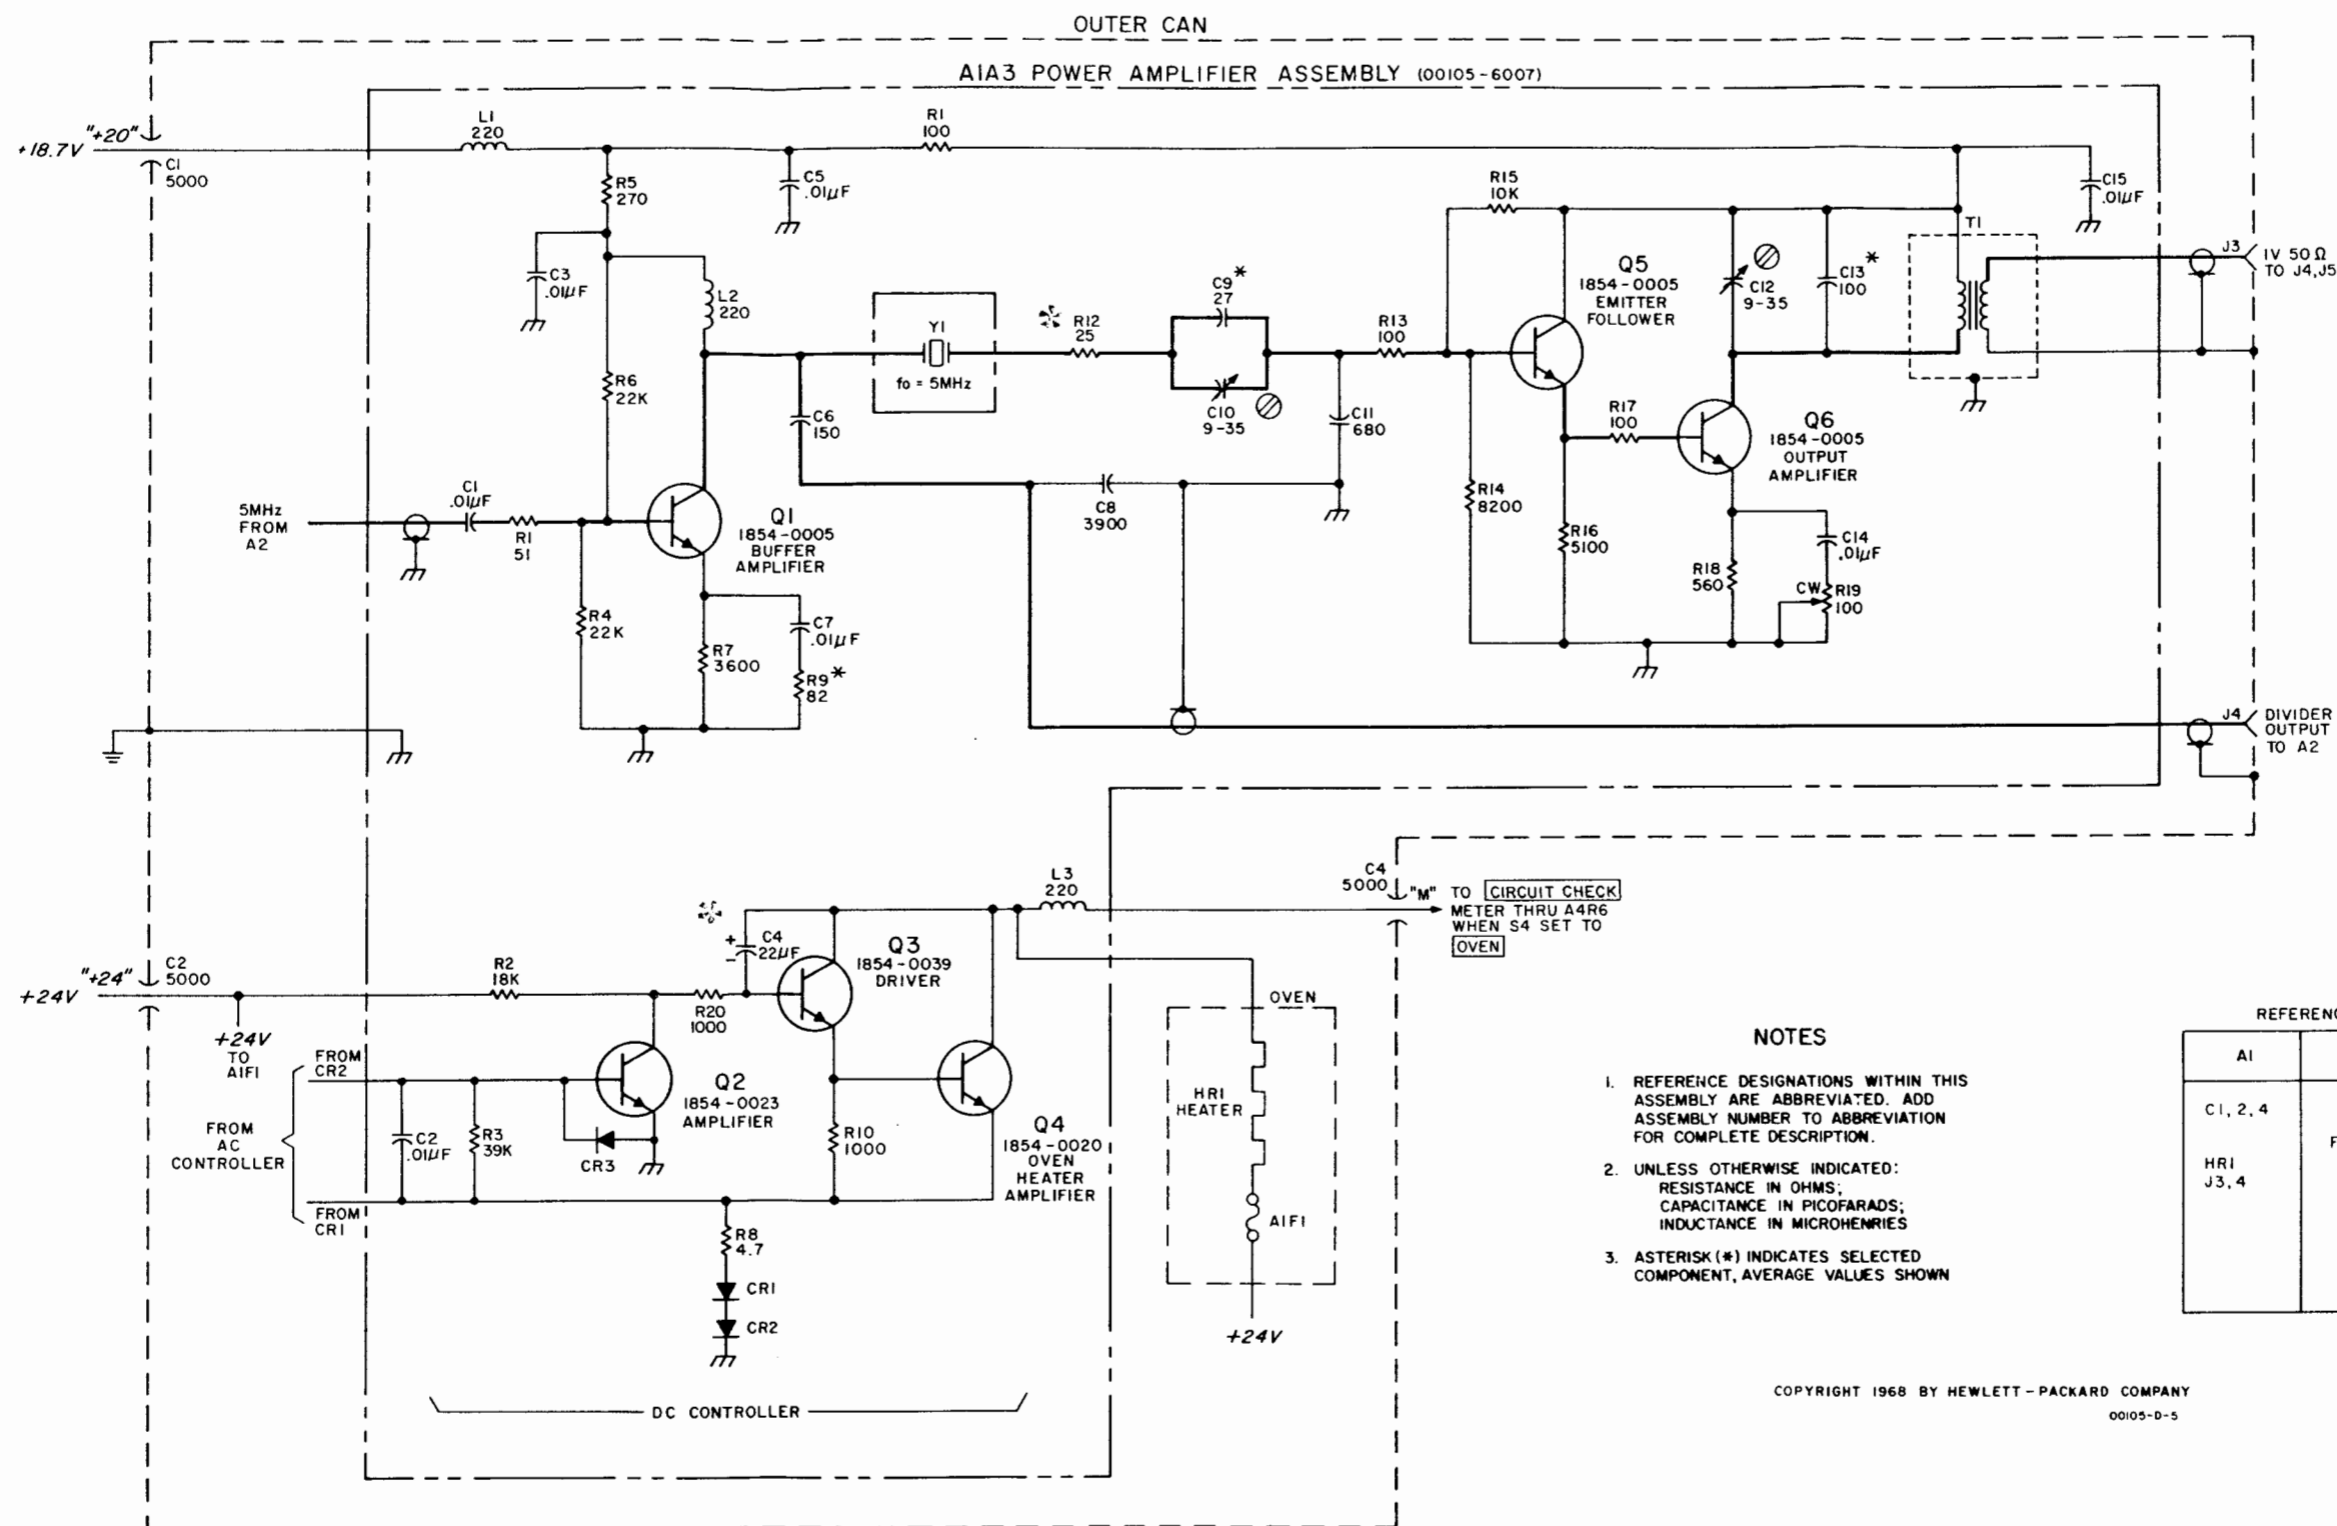 OUTER CAN
A1A3 POWER AMPLIFIER ASSEMBLY (00105-6007)
"+20"
+18.7V
C1
5000
L1
220
R1
100
R5
270
C5
.01µF
C3
.01µF
L2
220
R6
22K
C6
150
Y1
fo = 5MHz
R12
25
C9 *
27
C10
9-35
R13
100
C11
680
R15
10K
Q5
1854-0005
EMITTER
FOLLOWER
C12
9-35
C13 *
100
T1
C15
.01µF
J3
1V 50Ω
TO J4, J5
R17
100
Q6
1854-0005
OUTPUT
AMPLIFIER
5MHz
FROM
A2
C1
.01µF
R1
51
Q1
1854-0005
BUFFER
AMPLIFIER
C8
3900
R14
8200
R16
5100
R18
560
C14
.01µF
CW
R19
100
R4
22K
R7
3600
C7
.01µF
R9 *
82
J4
DIVIDER
OUTPUT
TO A2
"+24"
+24V
C2
5000
+24V
TO
A1F1
R2
18K
R20
1000
C4
22µF
+
-
Q3
1854-0039
DRIVER
L3
220
C4
5000
"M"
TO CIRCUIT CHECK
METER THRU A4R6
WHEN S4 SET TO
OVEN
FROM
CR2
FROM
AC
CONTROLLER
FROM
CR1
C2
.01µF
R3
39K
CR3
Q2
1854-0023
AMPLIFIER
R10
1000
Q4
1854-0020
OVEN
HEATER
AMPLIFIER
R8
4.7
CR1
CR2
DC CONTROLLER
OVEN
HR1
HEATER
A1F1
+24V
NOTES
1. REFERENCE DESIGNATIONS WITHIN THIS
ASSEMBLY ARE ABBREVIATED. ADD
ASSEMBLY NUMBER TO ABBREVIATION
FOR COMPLETE DESCRIPTION.
2. UNLESS OTHERWISE INDICATED:
RESISTANCE IN OHMS;
CAPACITANCE IN PICOFARADS;
INDUCTANCE IN MICROHENRIES
3. ASTERISK (*) INDICATES SELECTED
COMPONENT, AVERAGE VALUES SHOWN
A1
C1, 2, 4
HR1
J3, 4
COPYRIGHT 1968 BY HEWLETT-PACKARD COMPANY
00105-D-5